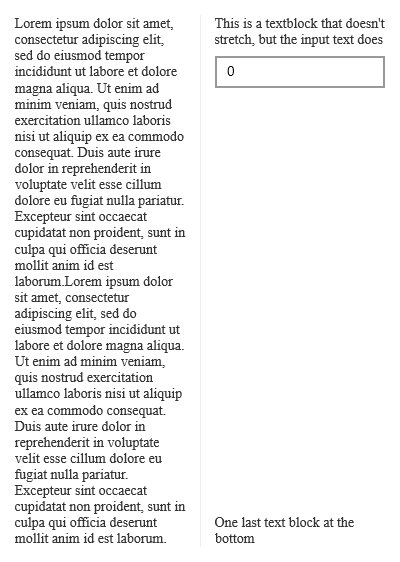 Lorem ipsum dolor sit amet,
consectetur adipiscing elit,
sed do eiusmod tempor
incididunt ut labore et dolore
magna aliqua. Ut enim ad
minim veniam, quis nostrud
exercitation ullamco laboris
nisi ut aliquip ex ea commodo
consequat. Duis aute irure
dolor in reprehenderit in
voluptate velit esse cillum
dolore eu fugiat nulla pariatur.
Excepteur sint occaecat
cupidatat non proident, sunt in
culpa qui officia deserunt
mollit anim id est
laborum.Lorem ipsum dolor
sit amet, consectetur
adipiscing elit, sed do
eiusmod tempor incididunt ut
labore et dolore magna aliqua.
Ut enim ad minim veniam,
quis nostrud exercitation
ullamco laboris nisi ut aliquip
ex ea commodo consequat.
Duis aute irure dolor in
reprehenderit in voluptate
velit esse cillum dolore eu
fugiat nulla pariatur.
Excepteur sint occaecat
cupidatat non proident, sunt in
culpa qui officia deserunt
mollit anim id est laborum.
This is a textblock that doesn't
stretch, but the input text does
0
One last text block at the
bottom